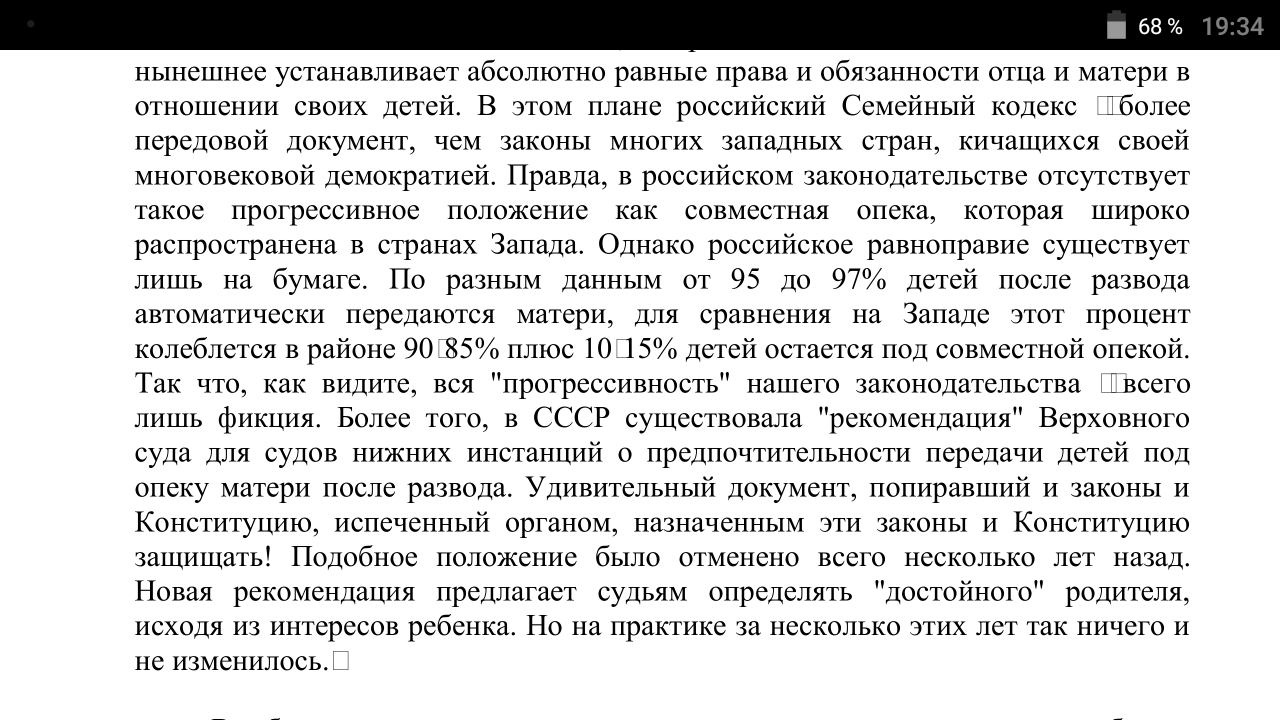 68 % 19:34
нынешнее устанавливает абсолютно равные права и обязанности отца и матери в
отношении своих детей. В этом плане российский Семейный кодекс более
передовой документ, чем законы многих западных стран, кичащихся своей
многовековой демократией. Правда, в российском законодательстве отсутствует
такое прогрессивное положение как совместная опека, которая широко
распространена в странах Запада. Однако российское равноправие существует
лишь на бумаге. По разным данным от 95 до 97% детей после развода
автоматически передаются матери, для сравнения на Западе этот процент
колеблется в районе 90□85% плюс 10□15% детей остается под совместной опекой.
Так что, как видите, вся "прогрессивность" нашего законодательства всего
лишь фикция. Более того, в СССР существовала "рекомендация" Верховного
суда для судов нижних инстанций о предпочтительности передачи детей под
опеку матери после развода. Удивительный документ, попиравший и законы и
Конституцию, испеченный органом, назначенным эти законы и Конституцию
защищать! Подобное положение было отменено всего несколько лет назад.
Новая рекомендация предлагает судьям определять "достойного" родителя,
исходя из интересов ребенка. Но на практике за несколько этих лет так ничего и
не изменилось.